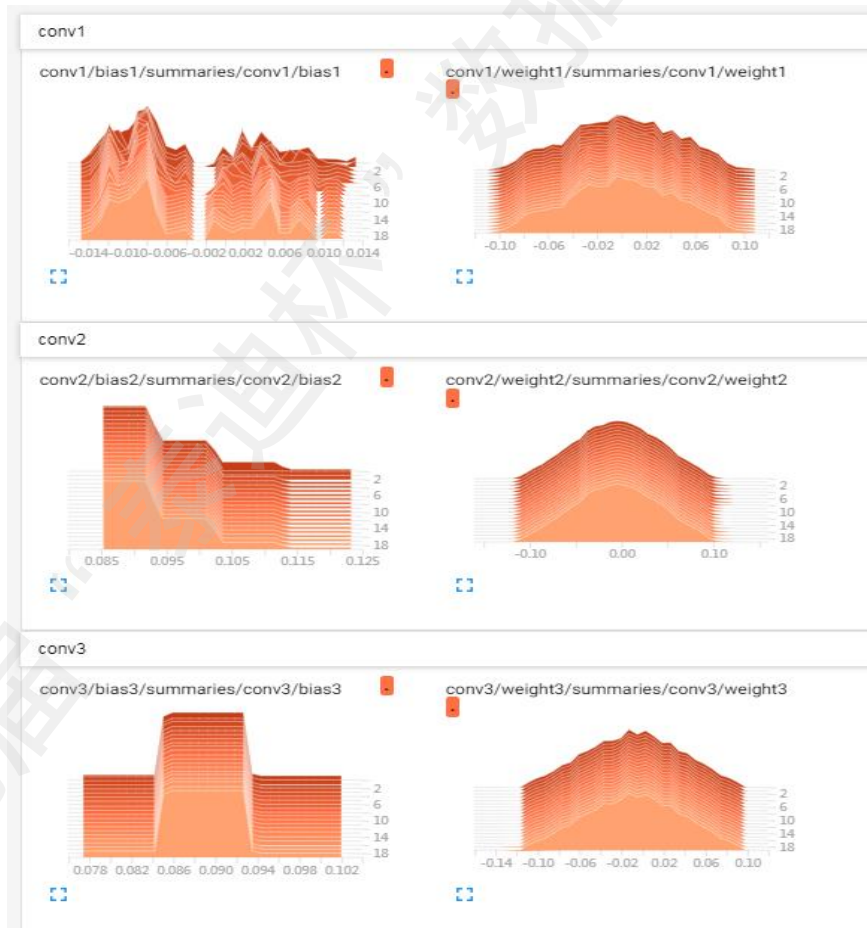 conv1
conv1/bias1/summaries/conv1/bias1
.
conv1/weight1/summaries/conv1/weight1
.
2
6
10
14
18
-0.014-0.010-0.006-0.002 0.002 0.006 0.010 0.014
2
6
10
14
18
-0.10 -0.06 -0.02 0.02 0.06 0.10
conv2
conv2/bias2/summaries/conv2/bias2
.
conv2/weight2/summaries/conv2/weight2
.
2
6
10
14
18
0.085 0.095 0.105 0.115 0.125
2
6
10
14
18
-0.10 0.00 0.10
conv3
conv3/bias3/summaries/conv3/bias3
.
conv3/weight3/summaries/conv3/weight3
.
2
6
10
14
18
0.078 0.082 0.086 0.090 0.094 0.098 0.102
2
6
10
14
18
-0.14 -0.10 -0.06 -0.02 0.02 0.06 0.10
届“泰迪杯”数据